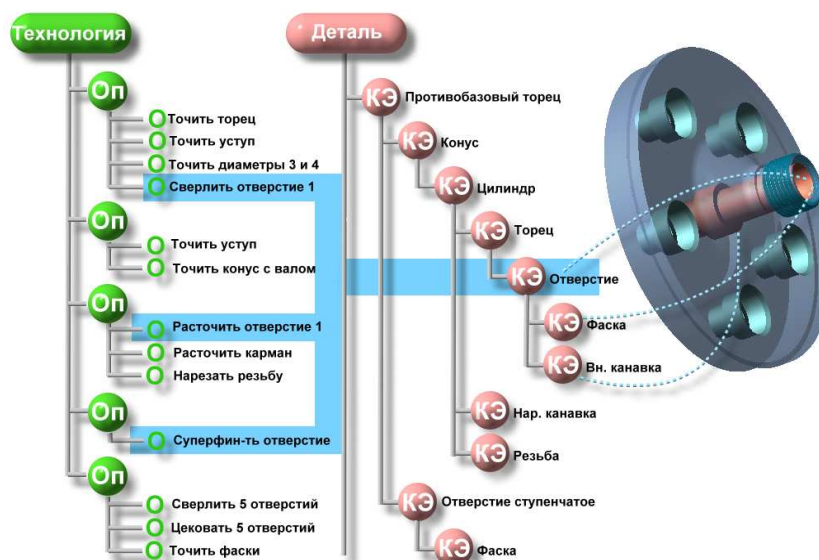 Технология
Оп
О Точить торец
О Точить уступ
О Точить диаметры 3 и 4
О Сверлить отверстие 1
Оп
О Точить уступ
О Точить конус с валом
Оп
О Расточить отверстие 1
О Расточить карман
О Нарезать резьбу
Оп
О Суперфин-ть отверстие
Оп
О Сверлить 5 отверстий
О Цековать 5 отверстий
О Точить фаски
Деталь
КЭ Противобазовый торец
КЭ Конус
КЭ Цилиндр
КЭ Торец
КЭ Отверстие
КЭ Фаска
КЭ Вн. канавка
КЭ Нар. канавка
КЭ Резьба
КЭ Отверстие ступенчатое
КЭ Фаска